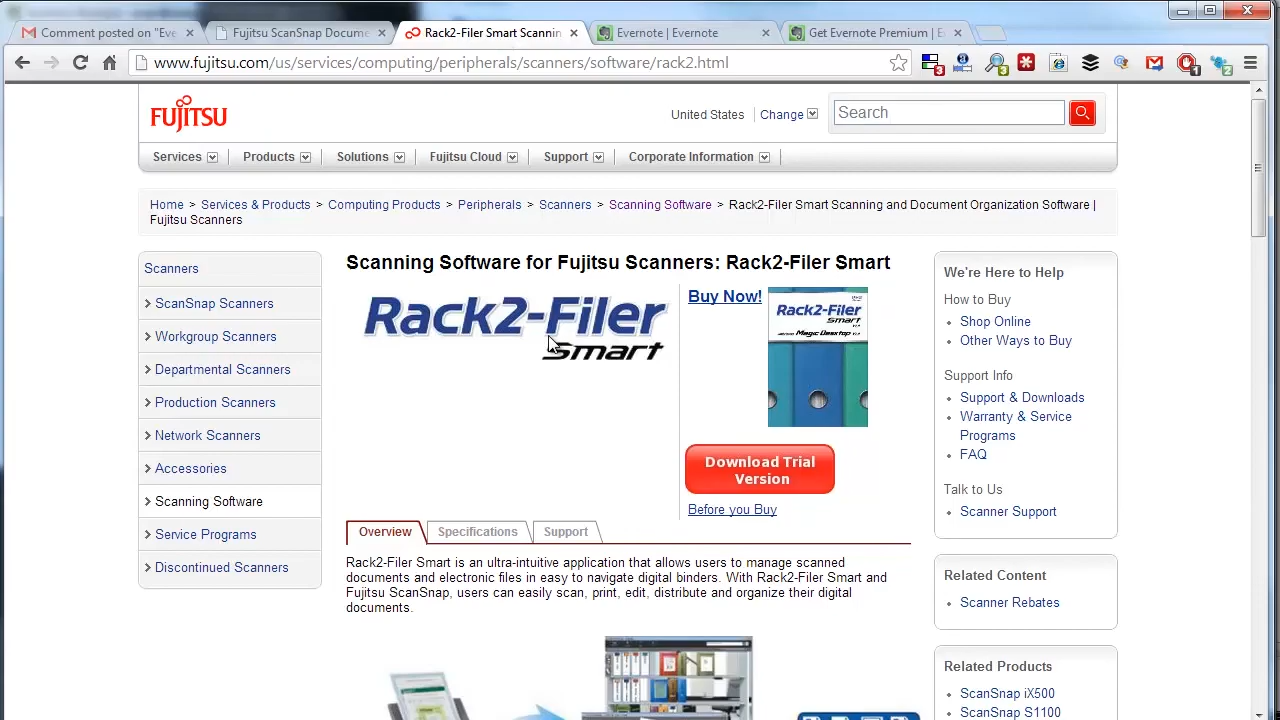 Comment posted on "Eve
Fujitsu ScanSnap Docume
Rack2-Filer Smart Scannin
Evernote | Evernote
Get Evernote Premium | E
www.fujitsu.com/us/services/computing/peripherals/scanners/software/rack2.html
FUJITSU
United States
Change
Search
Services
Products
Solutions
Fujitsu Cloud
Support
Corporate Information
Home > Services & Products > Computing Products > Peripherals > Scanners > Scanning Software > Rack2-Filer Smart Scanning and Document Organization Software |
Fujitsu Scanners
Scanners
ScanSnap Scanners
Workgroup Scanners
Departmental Scanners
Production Scanners
Network Scanners
Accessories
Scanning Software
Service Programs
Discontinued Scanners
Scanning Software for Fujitsu Scanners: Rack2-Filer Smart
Rack2-Filer
Smart
Buy Now!
Rack2-Filer
Smart
Magic Desktop
Download Trial
Version
Before you Buy
Overview
Specifications
Support
Rack2-Filer Smart is an ultra-intuitive application that allows users to manage scanned
documents and electronic files in easy to navigate digital binders. With Rack2-Filer Smart and
Fujitsu ScanSnap, users can easily scan, print, edit, distribute and organize their digital
documents.
We're Here to Help
How to Buy
Shop Online
Other Ways to Buy
Support Info
Support & Downloads
Warranty & Service
Programs
FAQ
Talk to Us
Scanner Support
Related Content
Scanner Rebates
Related Products
ScanSnap iX500
ScanSnap S1100